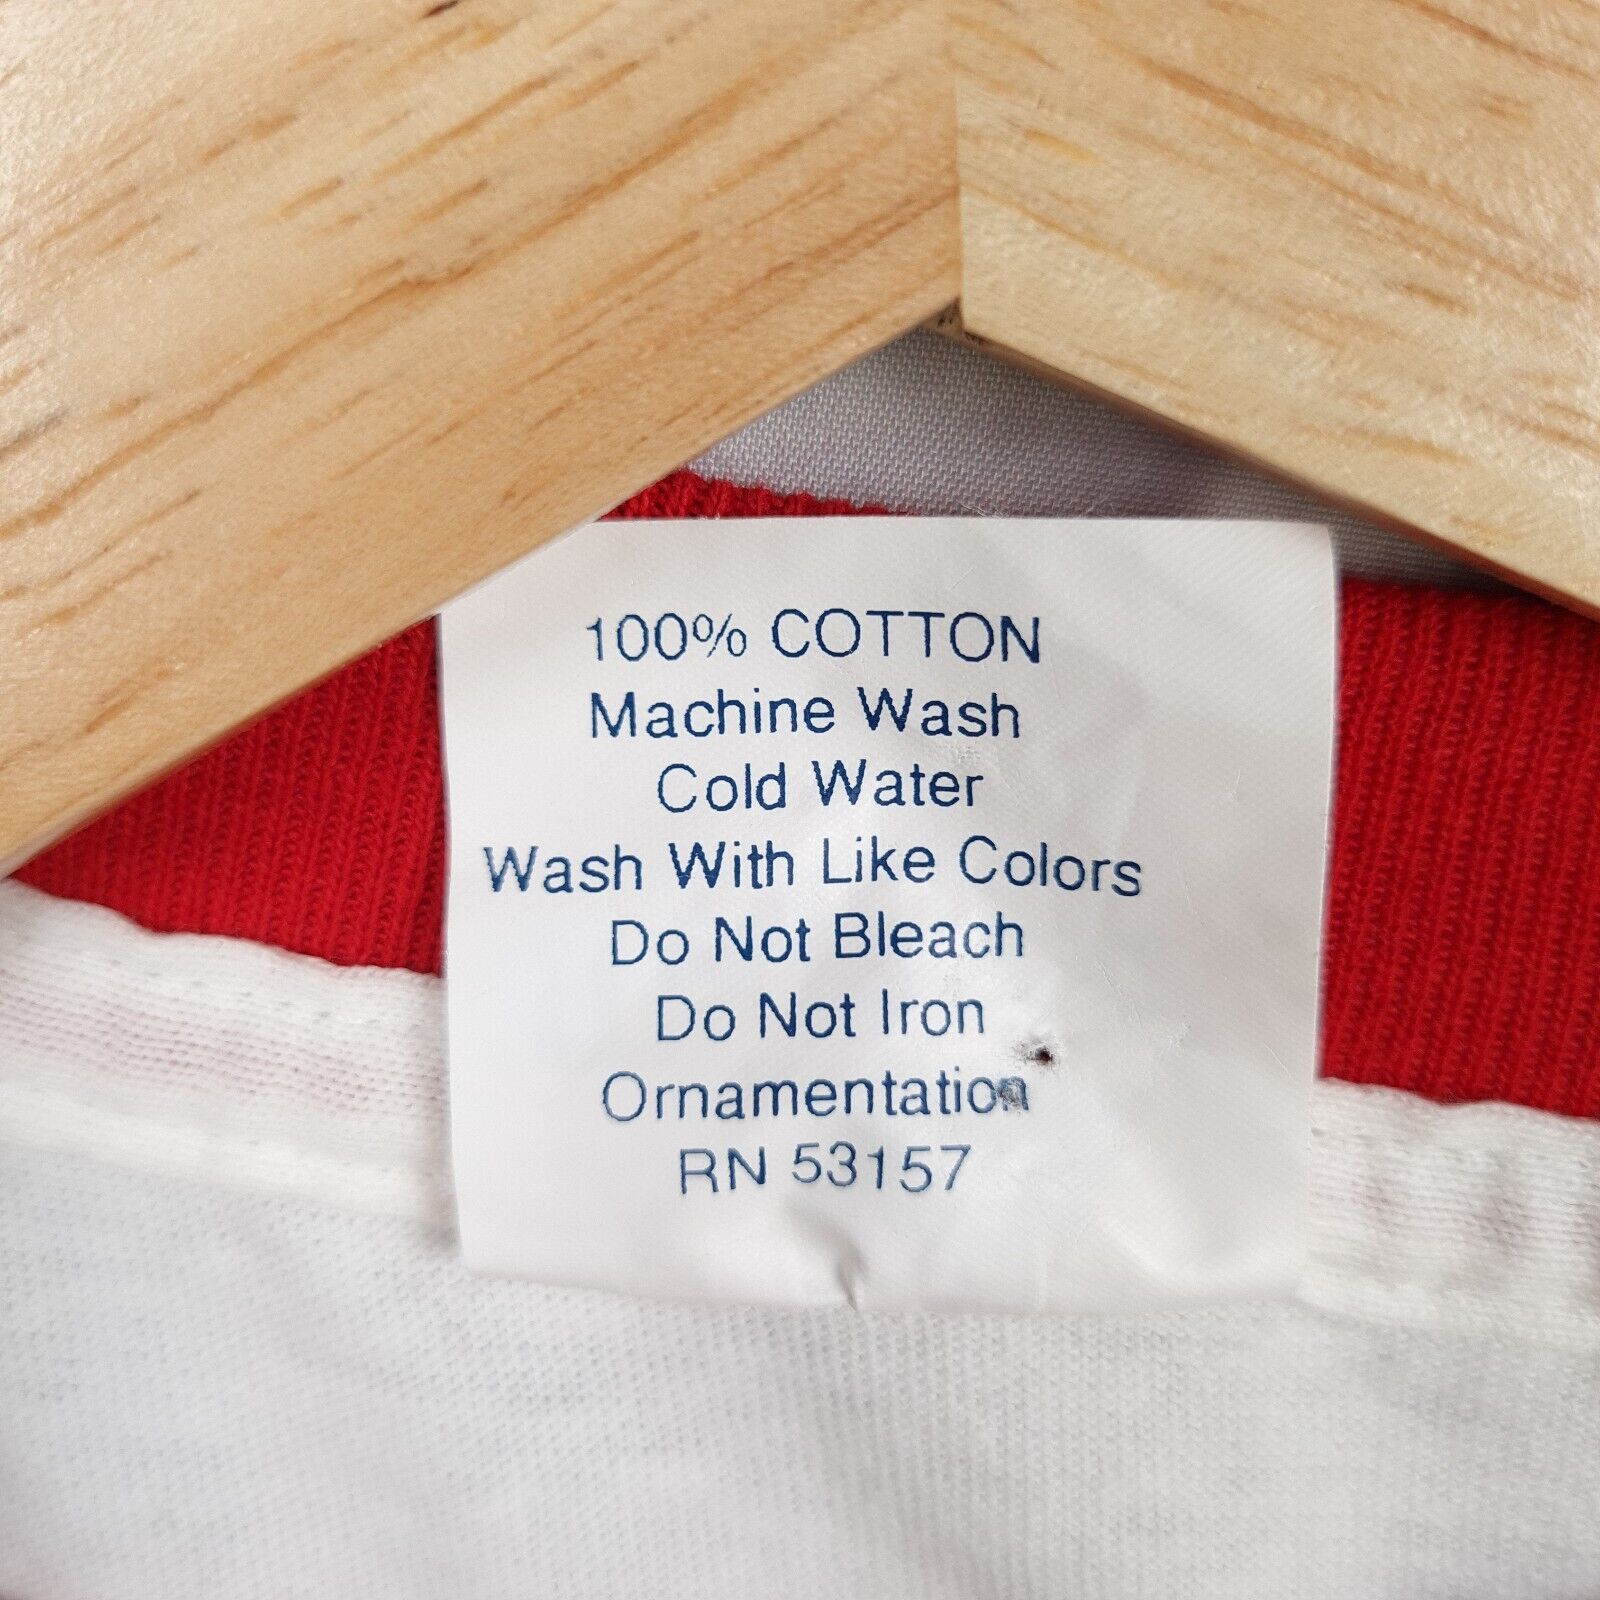 100% COTTON
Machine Wash
Cold Water
Wash With Like Colors
Do Not Bleach
Do Not Iron
Ornamentation
RN 53157